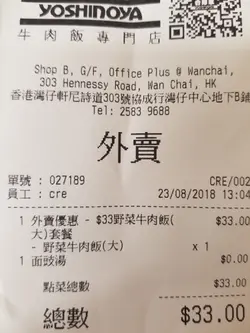 YOSHINOYA
牛肉飯專門店
Shop B, G/F, Office Plus @ Wanchai,
303 Hennessy Road, Wan Chai, HK
香港灣仔軒尼詩道303號協成行灣仔中心地下B鋪
Tel: 2583 9688
外賣
單號 : 027189 CRE/002
員工 : cre 23/08/2018 13:04
1 外賣優惠 - $33野菜牛肉飯( $33.00
大)套餐
- 野菜牛肉飯(大) x 1
1 面豉湯 $0.00
點菜總數 $33.00
總數 $33.00